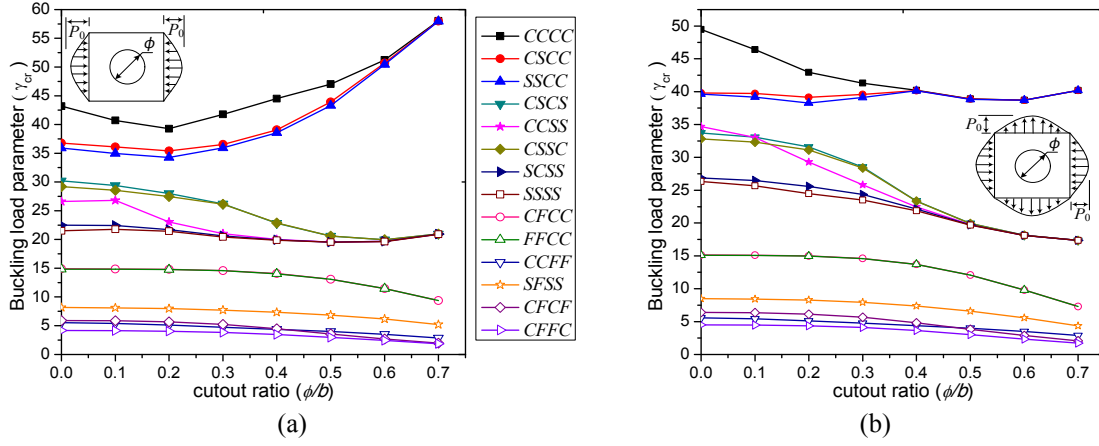 P₀
P₀
ϕ
Buckling load parameter (γcr)
60
55
50
45
40
35
30
25
20
15
10
5
0
0.0 0.1 0.2 0.3 0.4 0.5 0.6 0.7
cutout ratio (ϕ/b)
(a)
CCCC
CSCC
SSCC
CSCS
CCSS
CSSC
SCSS
SSSS
CFCC
FFCC
CCFF
SFSS
CFCF
CFFC
Buckling load parameter (γcr)
50
45
40
35
30
25
20
15
10
5
0
P₀
ϕ
P₀
0.0 0.1 0.2 0.3 0.4 0.5 0.6 0.7
cutout ratio (ϕ/b)
(b)